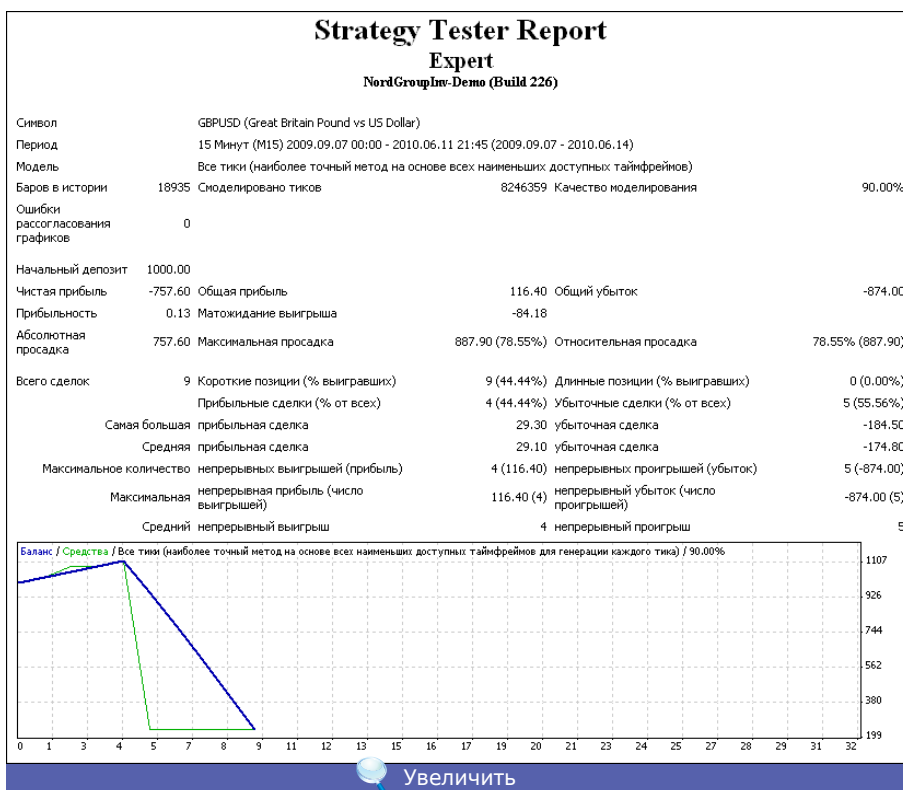 Strategy Tester Report
Expert
NordGroupInv-Demo (Build 226)
Символ GBPUSD (Great Britain Pound vs US Dollar)
Период 15 Минут (M15) 2009.09.07 00:00 - 2010.06.11 21:45 (2009.09.07 - 2010.06.14)
Модель Все тики (наиболее точный метод на основе всех наименьших доступных таймфреймов)
Баров в истории 18935 Смоделировано тиков 8246359 Качество моделирования 90.00%
Ошибки
рассогласования 0
графиков
Начальный депозит 1000.00
Чистая прибыль -757.60 Общая прибыль 116.40 Общий убыток -874.00
Прибыльность 0.13 Матожидание выигрыша -84.18
Абсолютная
просадка 757.60 Максимальная просадка 887.90 (78.55%) Относительная просадка 78.55% (887.90)
Всего сделок 9 Короткие позиции (% выигравших) 9 (44.44%) Длинные позиции (% выигравших) 0 (0.00%)
Прибыльные сделки (% от всех) 4 (44.44%) Убыточные сделки (% от всех) 5 (55.56%)
Самая большая прибыльная сделка 29.30 убыточная сделка -184.50
Средняя прибыльная сделка 29.10 убыточная сделка -174.80
Максимальное количество непрерывных выигрышей (прибыль) 4 (116.40) непрерывных проигрышей (убыток) 5 (-874.00)
Максимальная непрерывная прибыль (число выигрышей) 116.40 (4) непрерывный убыток (число проигрышей) -874.00 (5)
Средний непрерывный выигрыш 4 непрерывный проигрыш 5
Баланс / Средства / Все тики (наиболее точный метод на основе всех наименьших доступных таймфреймов для генерации каждого тика) / 90.00%
1107
926
744
562
380
199
0 1 3 4 5 7 8 9 11 12 13 15 16 17 19 20 21 23 24 25 27 28 29 31 32
Увеличить